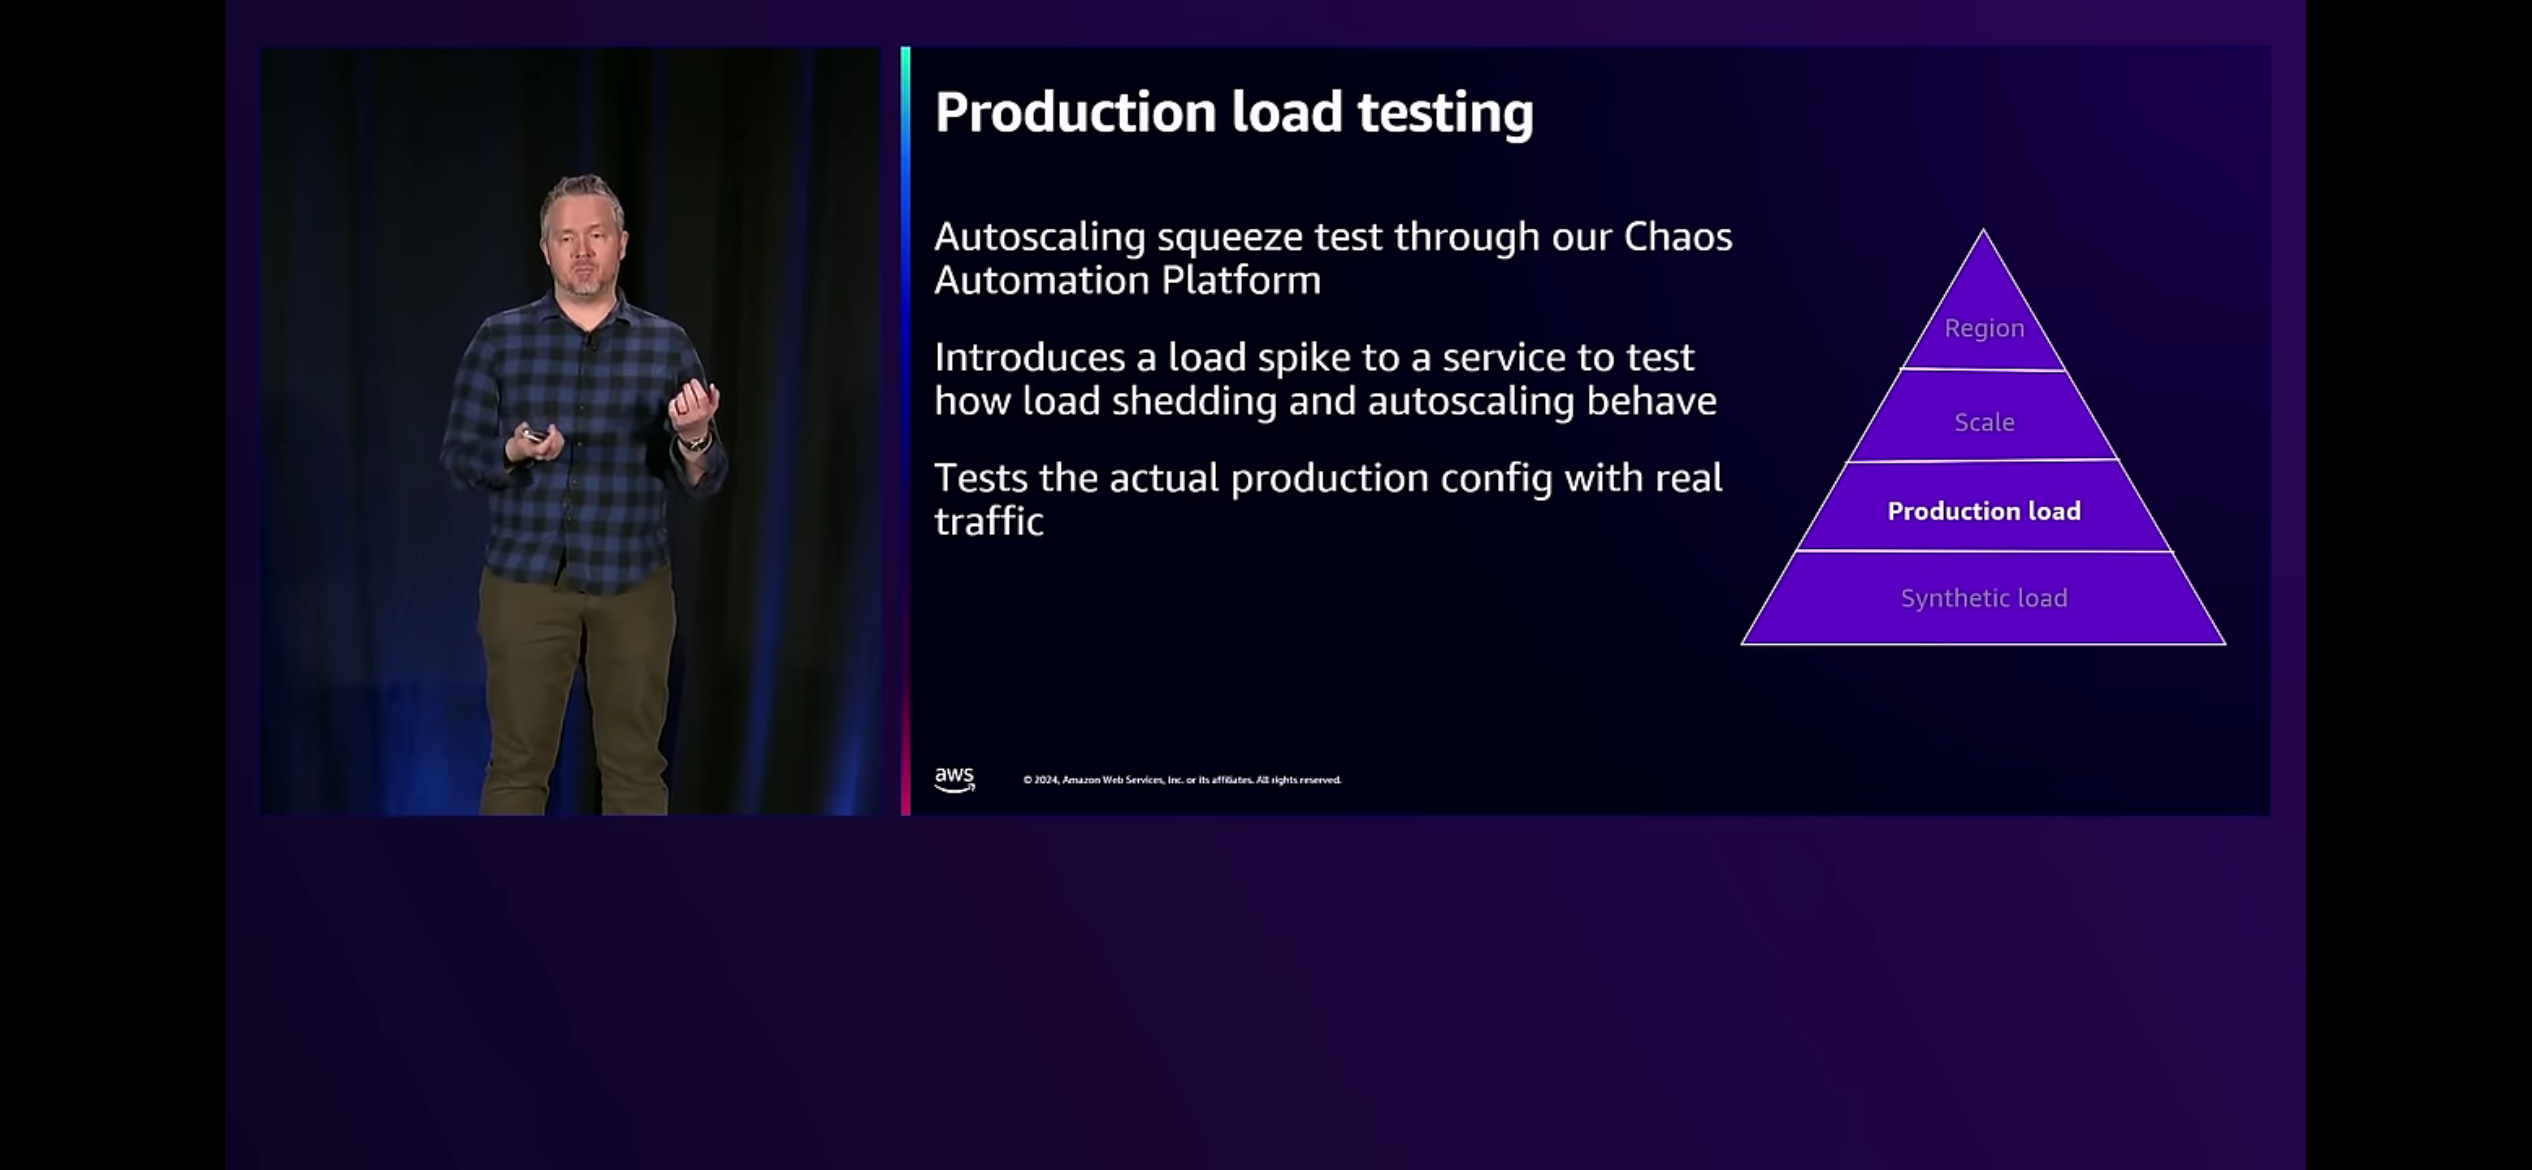 Production load testing
Autoscaling squeeze test through our Chaos
Automation Platform
Introduces a load spike to a service to test
how load shedding and autoscaling behave
Tests the actual production config with real
traffic
Region
Scale
Production load
Synthetic load
aws
© 2024, Amazon Web Services, Inc. or its affiliates. All rights reserved.